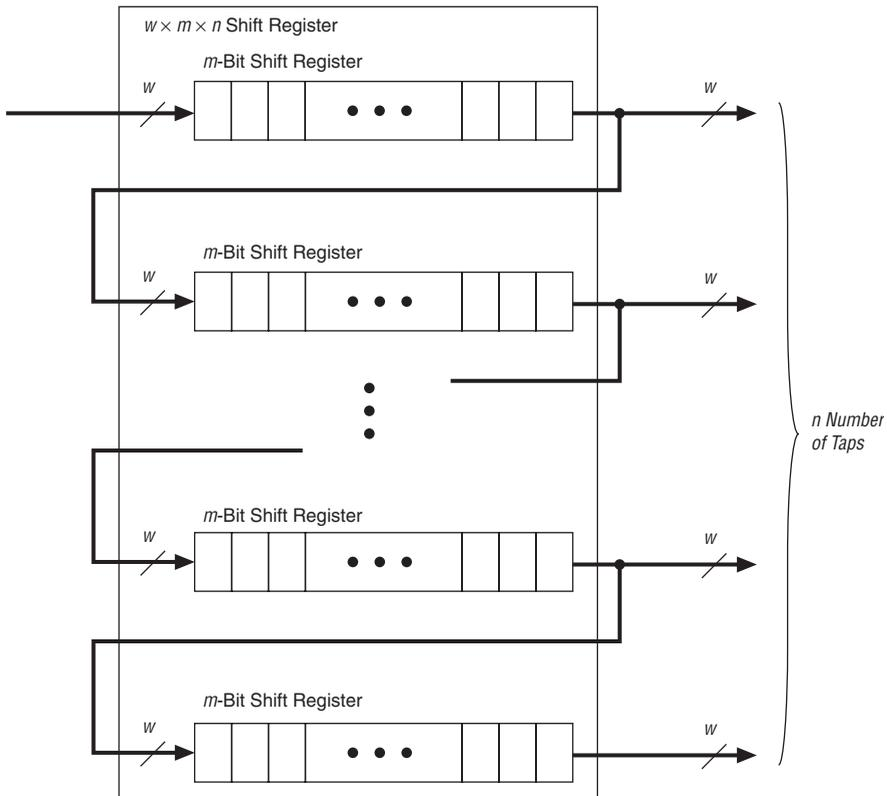 w × m × n Shift Register
m-Bit Shift Register
w
w
m-Bit Shift Register
w
w
n Number
of Taps
m-Bit Shift Register
w
w
m-Bit Shift Register
w
w